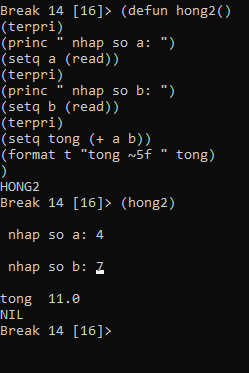 Break 14 [16]> (defun hong2()
(terpri)
(princ " nhap so a: ")
(setq a (read))
(terpri)
(princ " nhap so b: ")
(setq b (read))
(terpri)
(setq tong (+ a b))
(format t "tong ~5f " tong)
)
HONG2
Break 14 [16]> (hong2)
nhap so a: 4
nhap so b: 7
tong  11.0
NIL
Break 14 [16]>